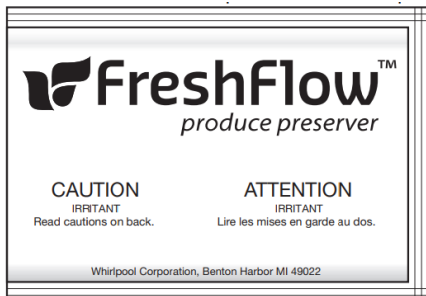 FreshFlow™
produce preserver
CAUTION
IRRITANT
Read cautions on back.
ATTENTION
IRRITANT
Lire les mises en garde au dos.
Whirlpool Corporation, Benton Harbor MI 49022